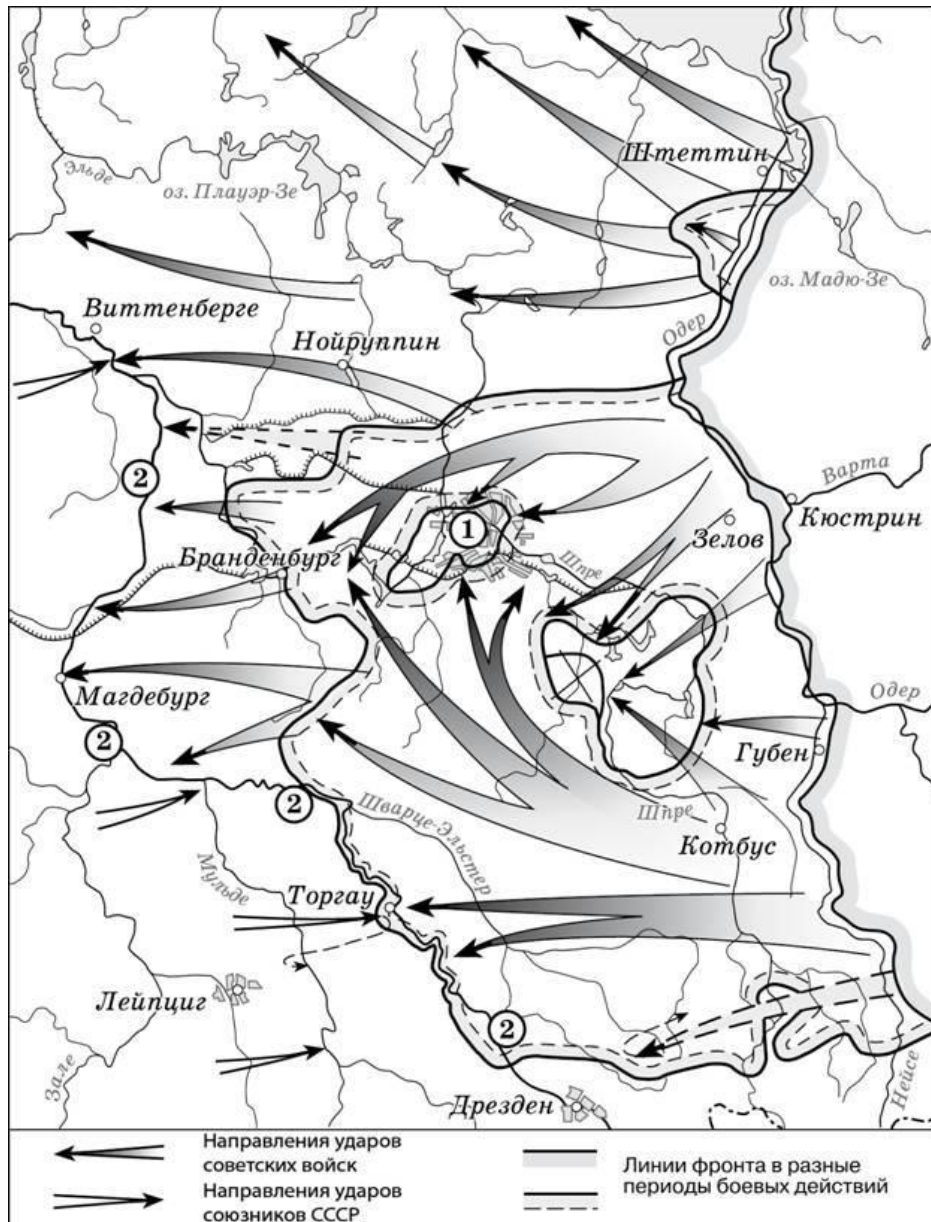 Штеттин
Эльде
оз. Плауэр-Зе
оз. Мадю-Зе
Виттенберге
Одер
Нойруппин
2
Варта
Кюстрин
1
Зелов
Бранденбург
Шпре
Магдебург
Одер
2
Губен
2
Шварце-Эльстер
Шпре
Котбус
Мульде
Торгау
Лейпциг
2
Зале
Дрезден
Нейсе
Направления ударов
советских войск
Направления ударов
союзников СССР
Линии фронта в разные
периоды боевых действий